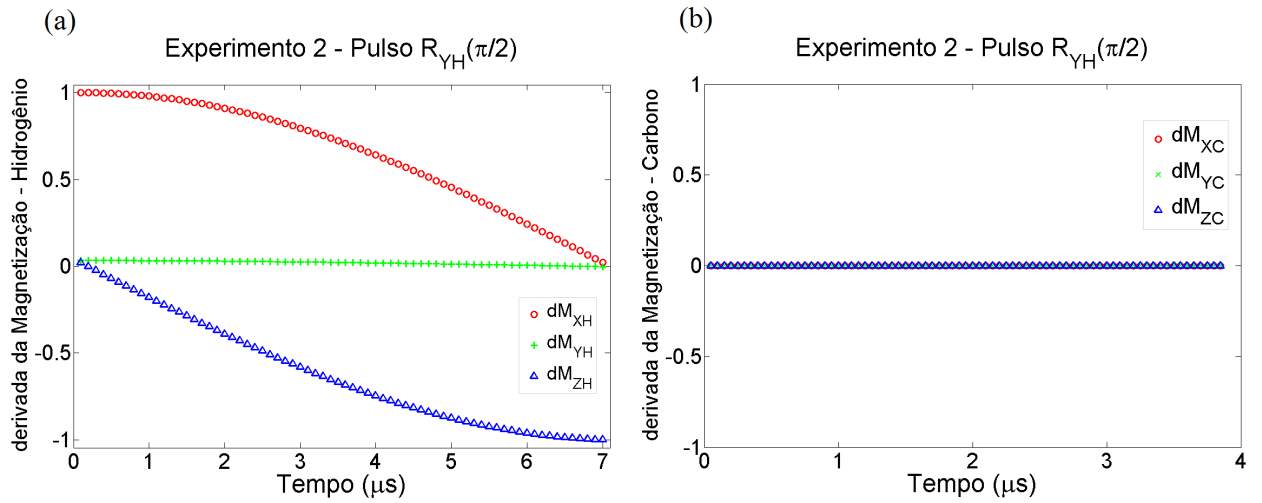 (a)
Experimento 2 - Pulso R_YH(π/2)
derivada da Magnetização - Hidrogênio
1
0.5
0
-0.5
-1
dM_XH
dM_YH
dM_ZH
0 1 2 3 4 5 6 7
Tempo (μs)
(b)
Experimento 2 - Pulso R_YH(π/2)
derivada da Magnetização - Carbono
1
0.5
0
-0.5
-1
dM_XC
dM_YC
dM_ZC
0 1 2 3 4
Tempo (μs)